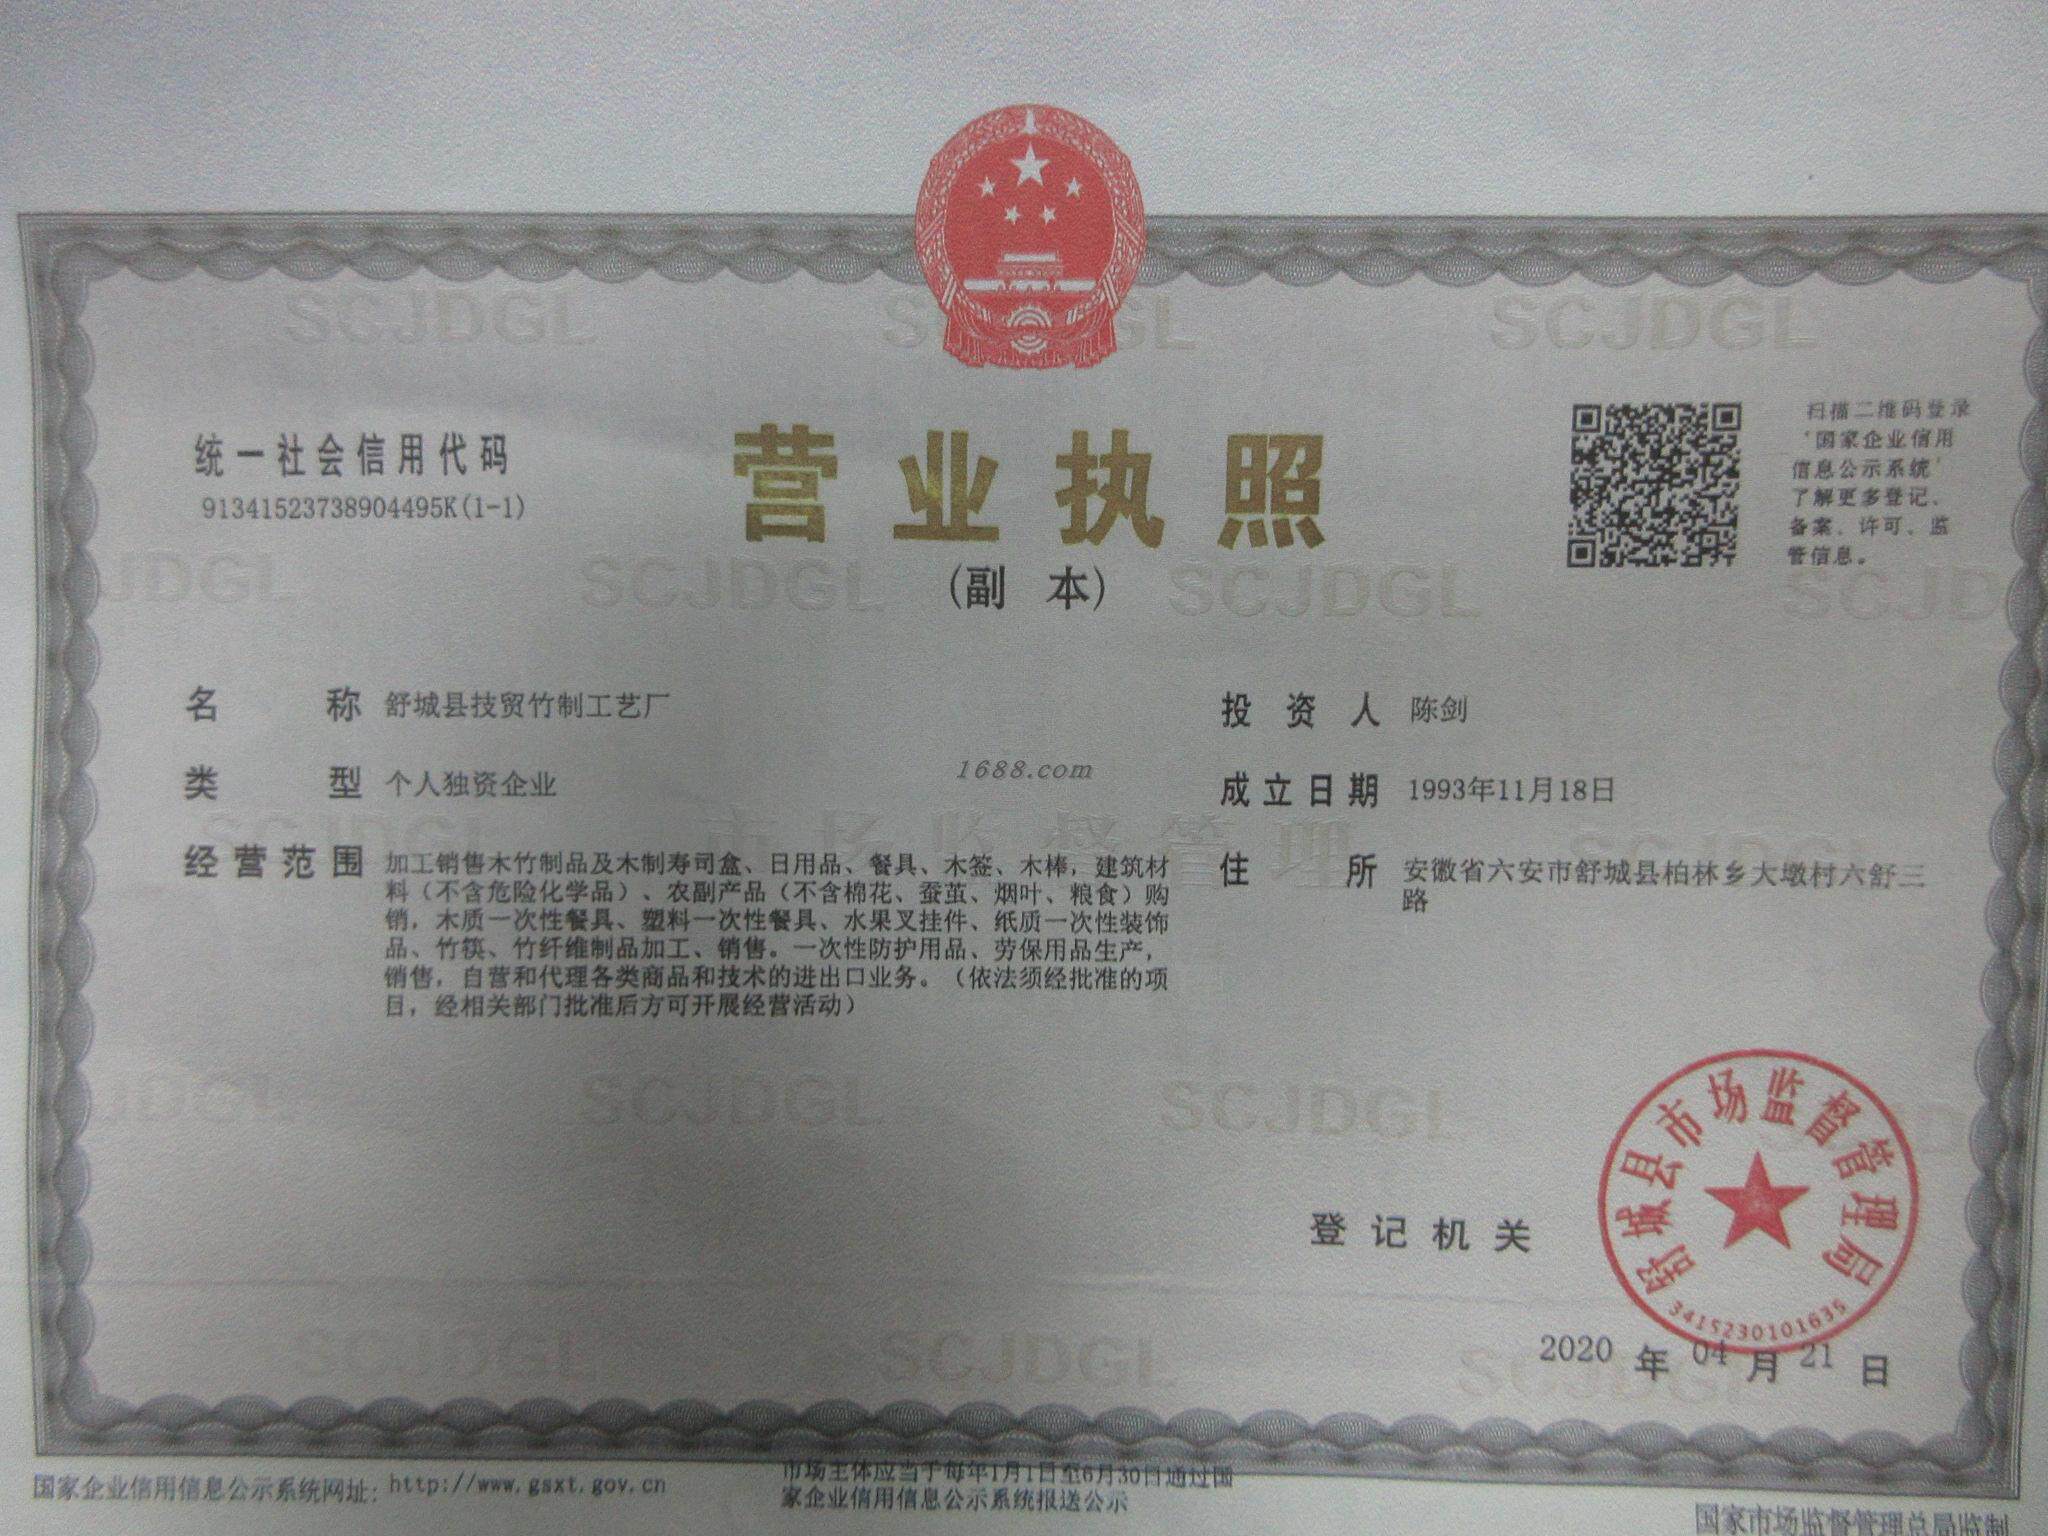 统一社会信用代码
91341523738904495K(1-1)
营业执照
(副 本)
扫描二维码登录
'国家企业信用
信息公示系统'
了解更多登记、
备案、许可、监
管信息。
名 称 舒城县技贸竹制工艺厂
类 型 个人独资企业
经营范围 加工销售木竹制品及木制寿司盒、日用品、餐具、木签、木棒，建筑材
料（不含危险化学品）、农副产品（不含棉花、蚕茧、烟叶、粮食）购
销，木质一次性餐具、塑料一次性餐具、水果叉挂件、纸质一次性装饰
品、竹筷、竹纤维制品加工、销售。一次性防护用品、劳保用品生产，
销售，自营和代理各类商品和技术的进出口业务。（依法须经批准的项
目，经相关部门批准后方可开展经营活动）
投资人 陈剑
成立日期 1993年11月18日
住 所 安徽省六安市舒城县柏林乡大墩村六舒三
路
1688.com
市场监督管理
SCJDGL
登记机关
舒城县市场监督管理局
3415230101635
2020 年 04 月 21 日
国家企业信用信息公示系统网址: http://www.gsxt.gov.cn
市场主体应当于每年1月1日至6月30日通过国
家企业信用信息公示系统报送公示
国家市场监督管理总局监制